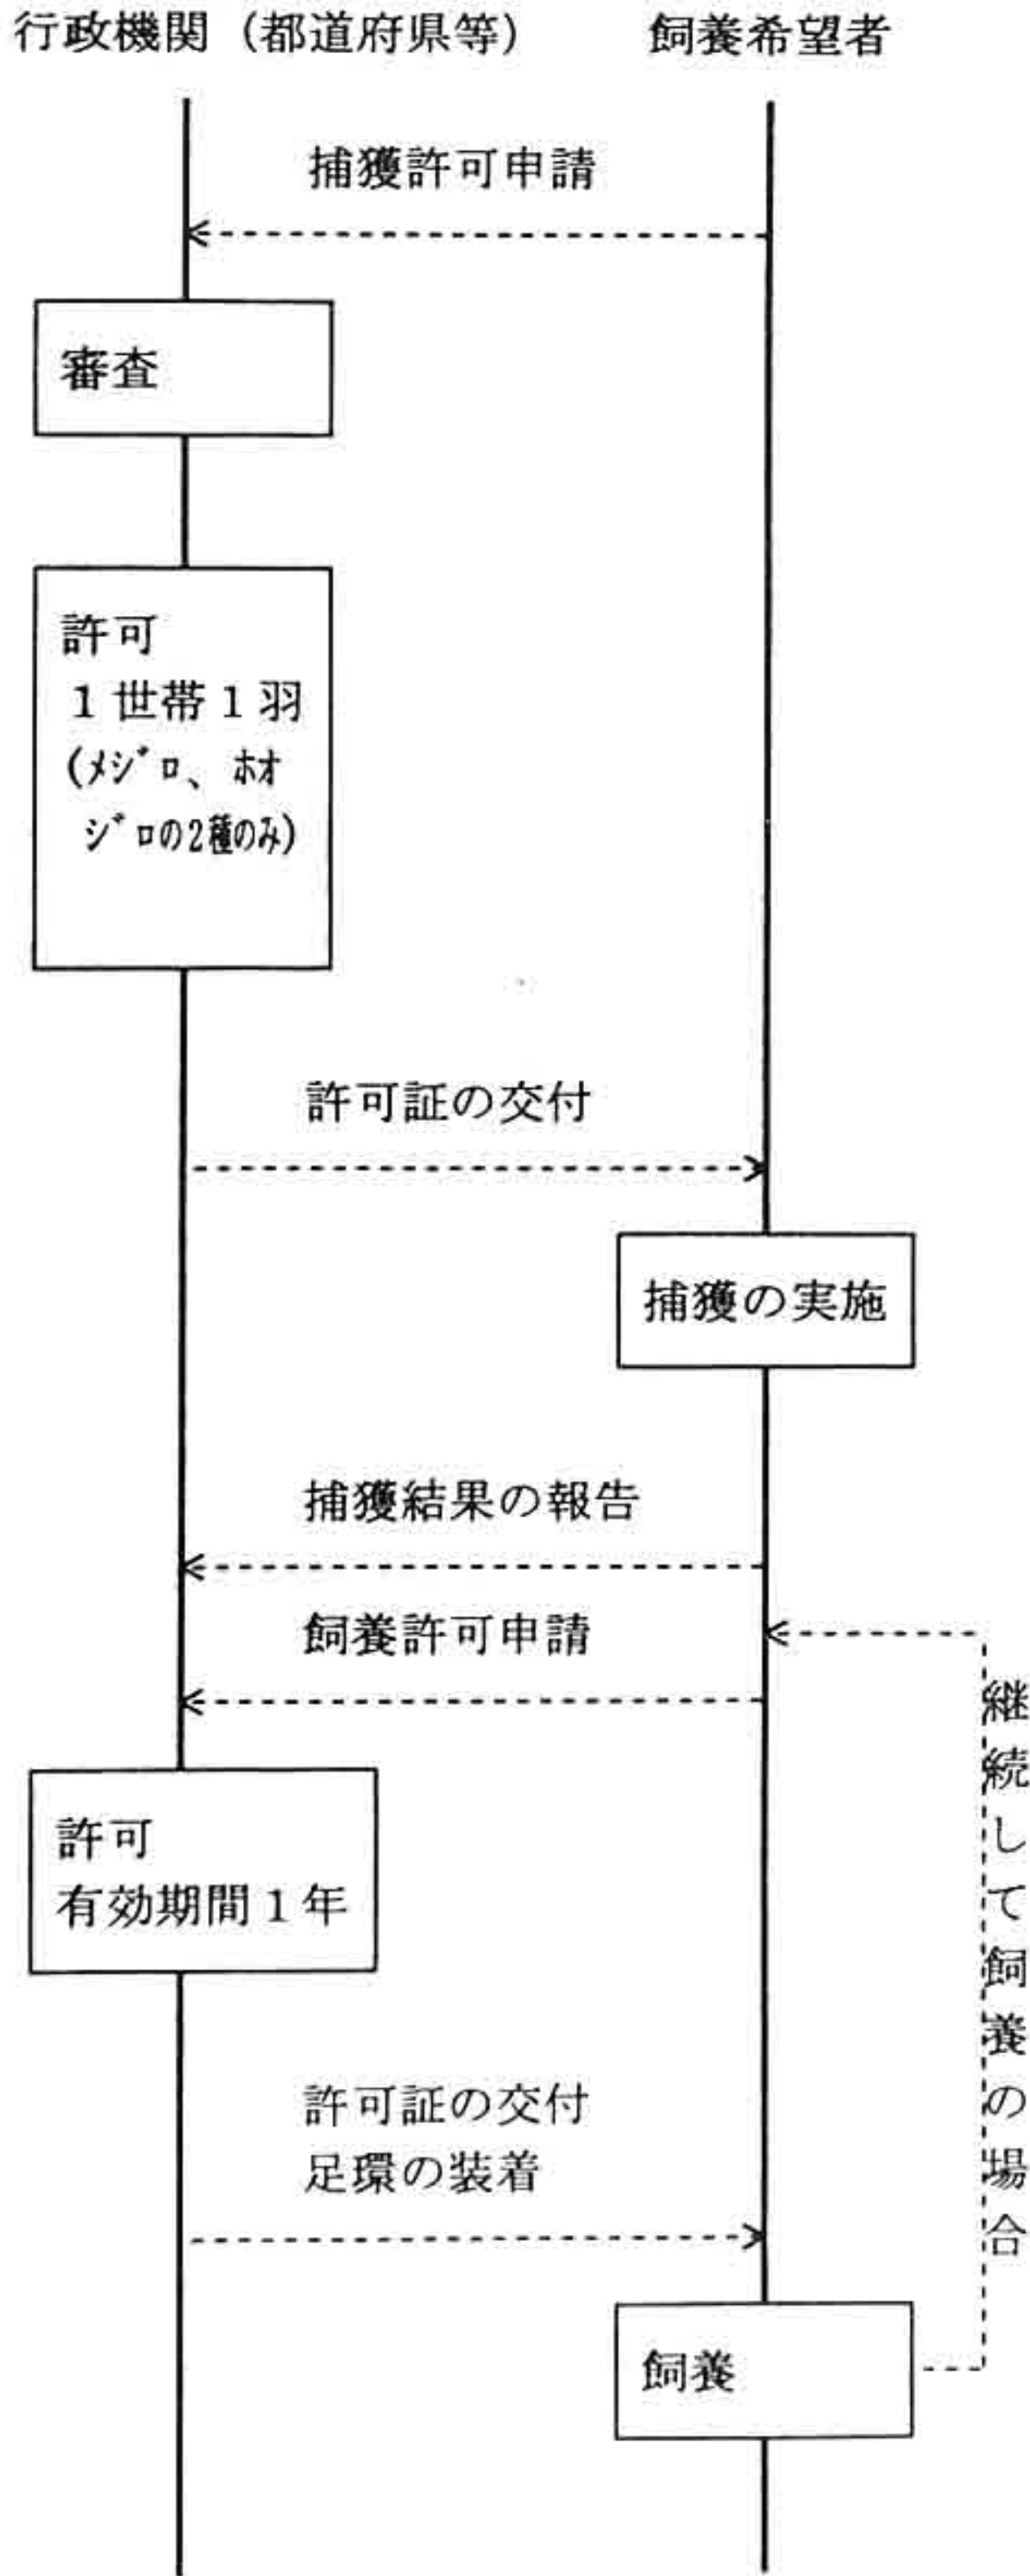 行政機関（都道府県等）
飼養希望者
捕獲許可申請
審査
許可
１世帯１羽
(ﾒｼﾞﾛ、ﾎｵ
ｼﾞﾛの2種のみ)
許可証の交付
捕獲の実施
捕獲結果の報告
飼養許可申請
許可
有効期間１年
継続して飼養の場合
許可証の交付
足環の装着
飼養